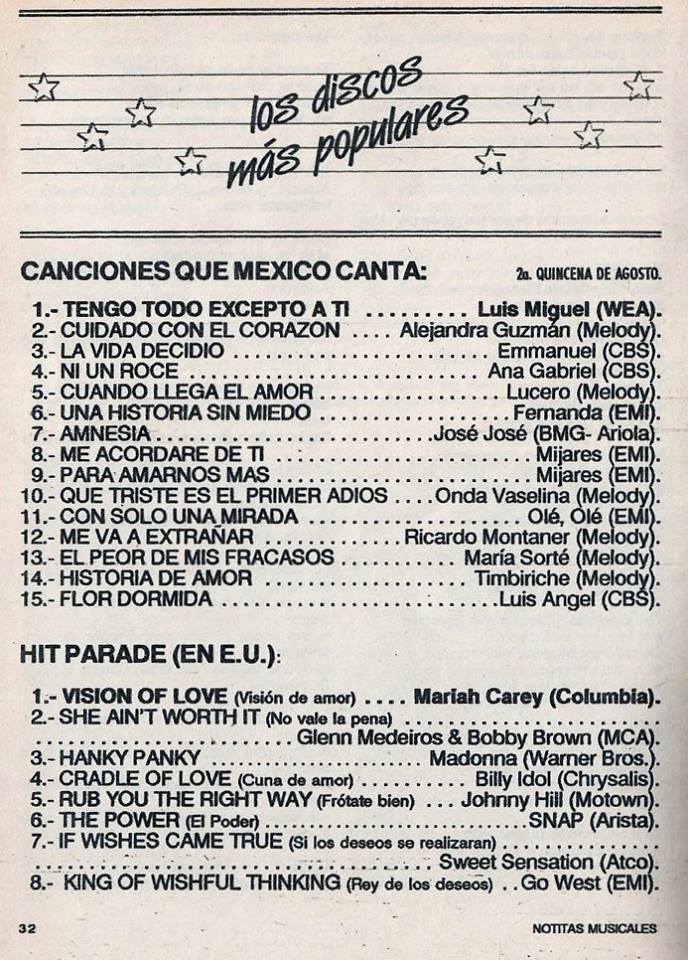 los discos
más populares
CANCIONES QUE MEXICO CANTA: 2a. QUINCENA DE AGOSTO.
1.- TENGO TODO EXCEPTO A TI ......... Luis Miguel (WEA).
2.- CUIDADO CON EL CORAZON .... Alejandra Guzmán (Melody).
3.- LA VIDA DECIDIO .................... Emmanuel (CBS).
4.- NI UN ROCE ....................... Ana Gabriel (CBS).
5.- CUANDO LLEGA EL AMOR ............... Lucero (Melody).
6.- UNA HISTORIA SIN MIEDO ................ Fernanda (EMI).
7.- AMNESIA ..................... José José (BMG- Ariola).
8.- ME ACORDARE DE TI .................... Mijares (EMI).
9.- PARA AMARNOS MAS .................... Mijares (EMI).
10.- QUE TRISTE ES EL PRIMER ADIOS .... Onda Vaselina (Melody).
11.- CON SOLO UNA MIRADA ................. Olé, Olé (EMI).
12.- ME VA A EXTRAÑAR ........... Ricardo Montaner (Melody).
13.- EL PEOR DE MIS FRACASOS .......... María Sorté (Melody).
14.- HISTORIA DE AMOR ................ Timbiriche (Melody).
15.- FLOR DORMIDA ...................... Luis Angel (CBS).
HIT PARADE (EN E.U.):
1.- VISION OF LOVE (Visión de amor) .... Mariah Carey (Columbia).
2.- SHE AIN'T WORTH IT (No vale la pena) ....................
.................... Glenn Medeiros & Bobby Brown (MCA).
3.- HANKY PANKY ................. Madonna (Warner Bros.).
4.- CRADLE OF LOVE (Cuna de amor) .......... Billy Idol (Chrysalis).
5.- RUB YOU THE RIGHT WAY (Frótate bien) ... Johnny Hill (Motown).
6.- THE POWER (El Poder) ....................... SNAP (Arista).
7.- IF WISHES CAME TRUE (Si los deseos se realizaran) .............
............................... Sweet Sensation (Atco).
8.- KING OF WISHFUL THINKING (Rey de los deseos) .. Go West (EMI).
32 NOTITAS MUSICALES